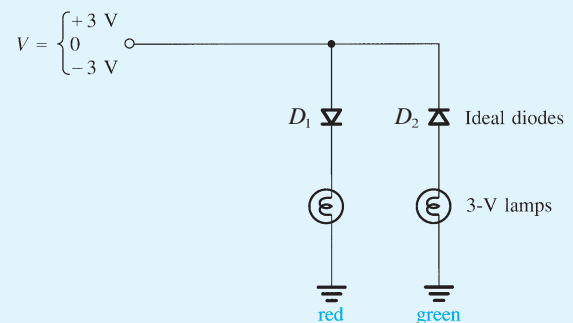 V = { +3 V
0
−3 V
D₁
D₂ Ideal diodes
3-V lamps
red green